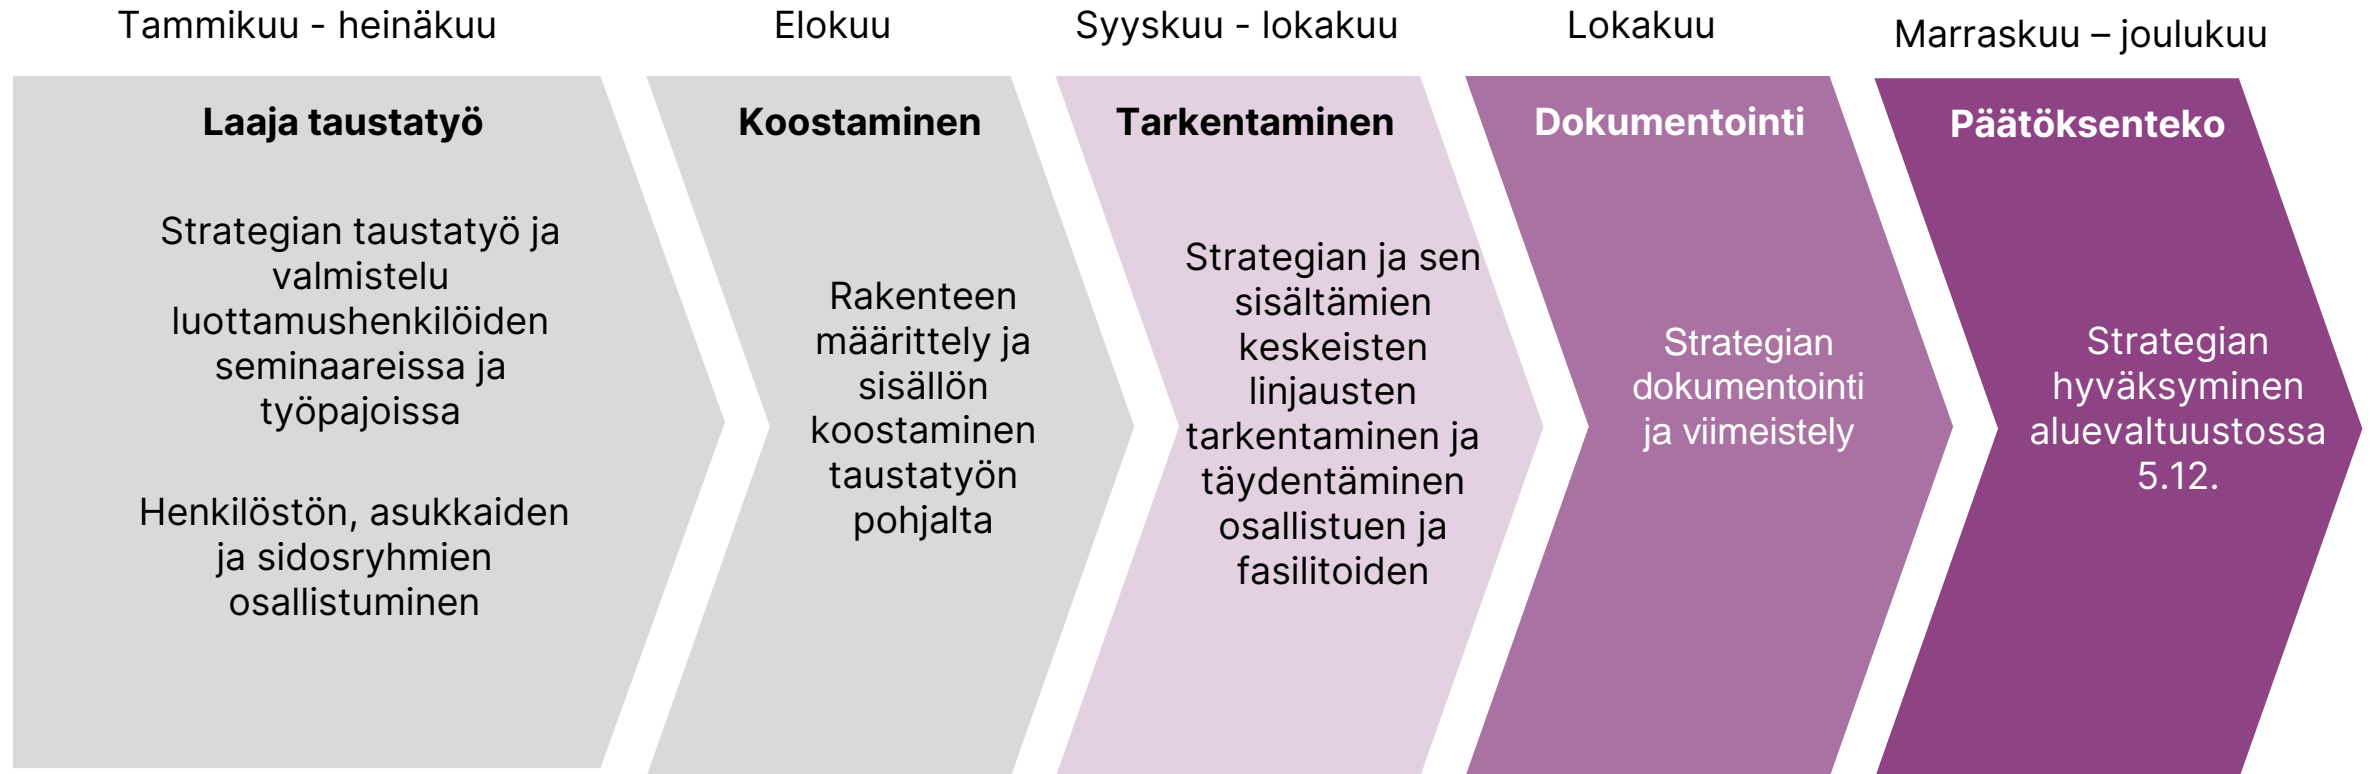 Tammikuu - heinäkuu
Elokuu
Syyskuu - lokakuu
Lokakuu
Marraskuu – joulukuu
Laaja taustatyö
Strategian taustatyö ja
valmistelu
luottamushenkilöiden
seminaareissa ja
työpajoissa
Henkilöstön, asukkaiden
ja sidosryhmien
osallistuminen
Koostaminen
Rakenteen
määrittely ja
sisällön
koostaminen
taustatyön
pohjalta
Tarkentaminen
Strategian ja sen
sisältämien
keskeisten
linjausten
tarkentaminen ja
täydentäminen
osallistuen ja
fasilitoiden
Dokumentointi
Strategian
dokumentointi
ja viimeistely
Päätöksenteko
Strategian
hyväksyminen
aluevaltuustossa
5.12.